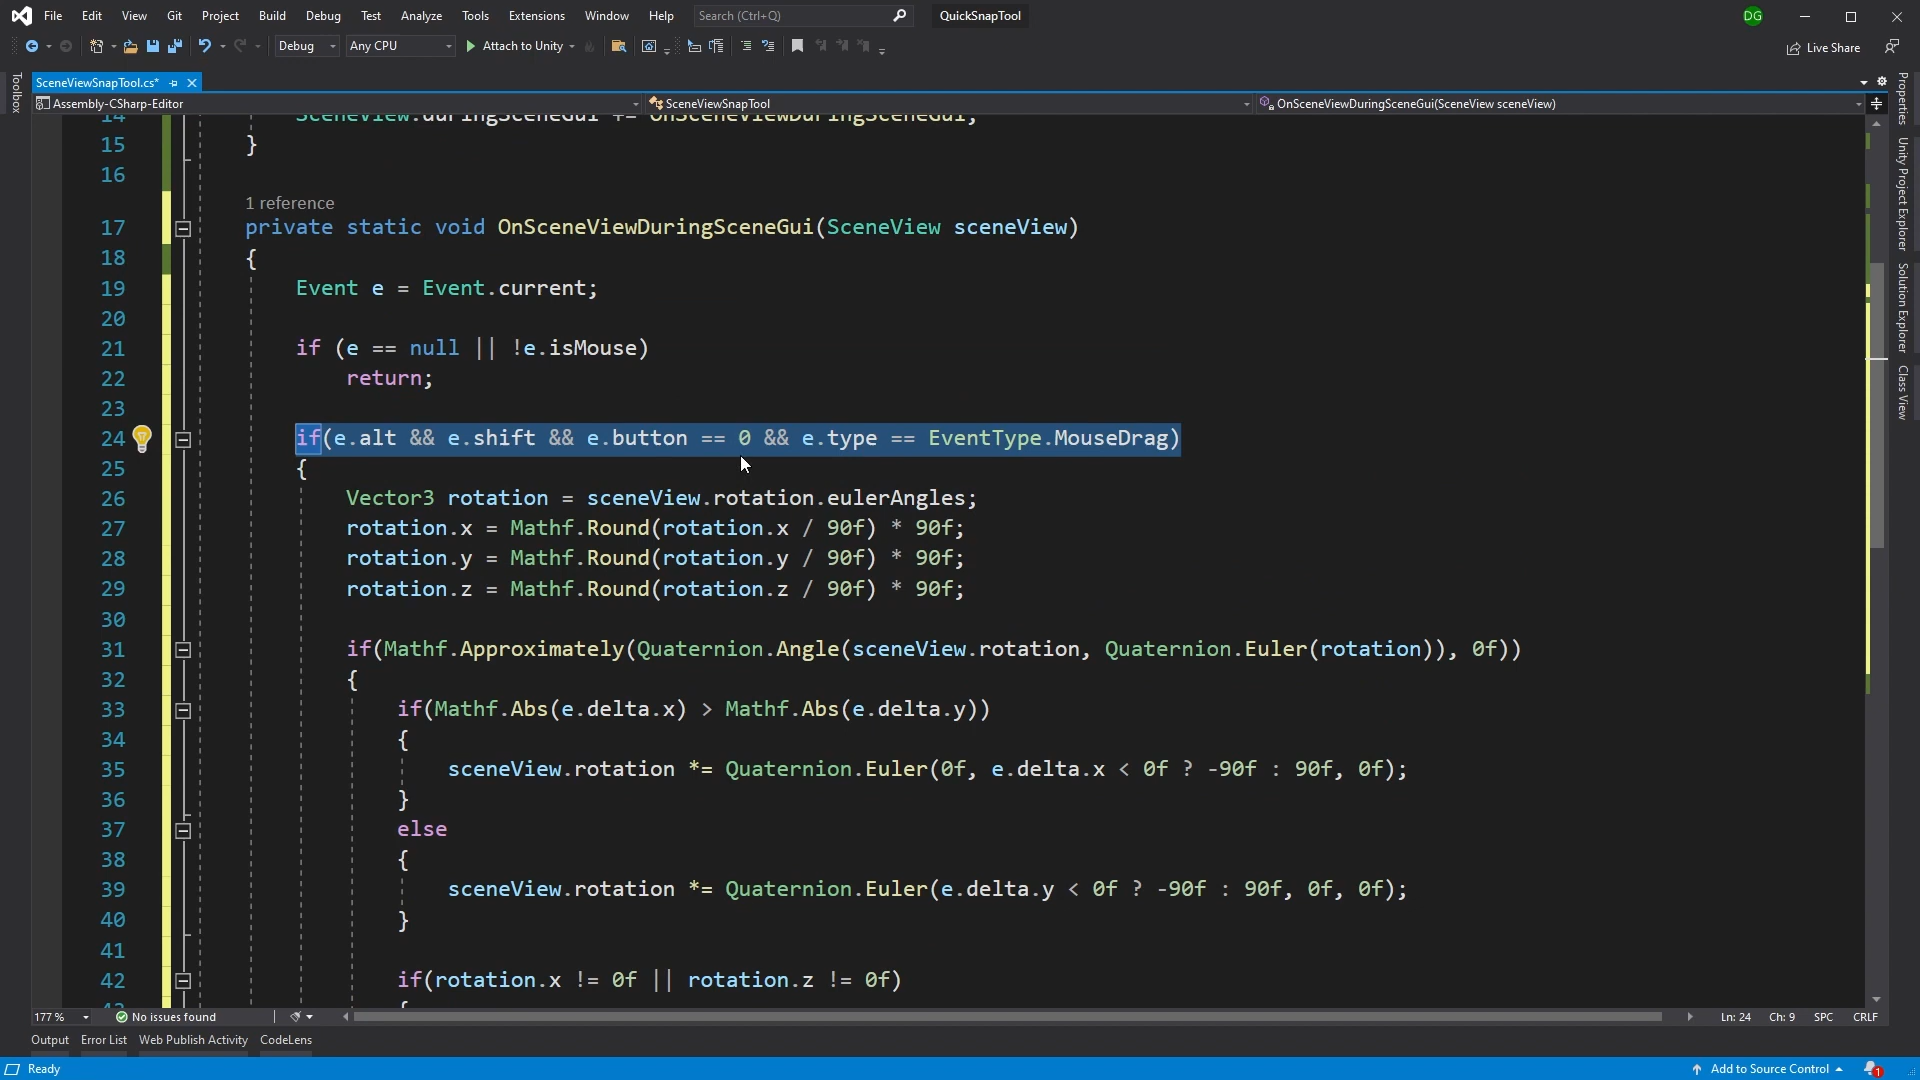 File Edit View Git Project Build Debug Test Analyze Tools Extensions Window Help Search (Ctrl+Q) QuickSnapTool DG
Debug Any CPU Attach to Unity Live Share
SceneViewSnapTool.cs*
Assembly-CSharp-Editor SceneViewSnapTool OnSceneViewDuringSceneGui(SceneView sceneView)
Toolbox
Properties
Unity Project Explorer
Solution Explorer
Class View
14 SceneView.duringSceneGui += OnSceneViewDuringSceneGui;
15 }
16
1 reference
17 private static void OnSceneViewDuringSceneGui(SceneView sceneView)
18 {
19 Event e = Event.current;
20
21 if (e == null || !e.isMouse)
22 return;
23
24 if(e.alt && e.shift && e.button == 0 && e.type == EventType.MouseDrag)
25 {
26 Vector3 rotation = sceneView.rotation.eulerAngles;
27 rotation.x = Mathf.Round(rotation.x / 90f) * 90f;
28 rotation.y = Mathf.Round(rotation.y / 90f) * 90f;
29 rotation.z = Mathf.Round(rotation.z / 90f) * 90f;
30
31 if(Mathf.Approximately(Quaternion.Angle(sceneView.rotation, Quaternion.Euler(rotation)), 0f))
32 {
33 if(Mathf.Abs(e.delta.x) > Mathf.Abs(e.delta.y))
34 {
35 sceneView.rotation *= Quaternion.Euler(0f, e.delta.x < 0f ? -90f : 90f, 0f);
36 }
37 else
38 {
39 sceneView.rotation *= Quaternion.Euler(e.delta.y < 0f ? -90f : 90f, 0f, 0f);
40 }
41
42 if(rotation.x != 0f || rotation.z != 0f)
43 {
177 % No issues found Ln: 24 Ch: 9 SPC CRLF
Output Error List Web Publish Activity CodeLens
Ready Add to Source Control 1